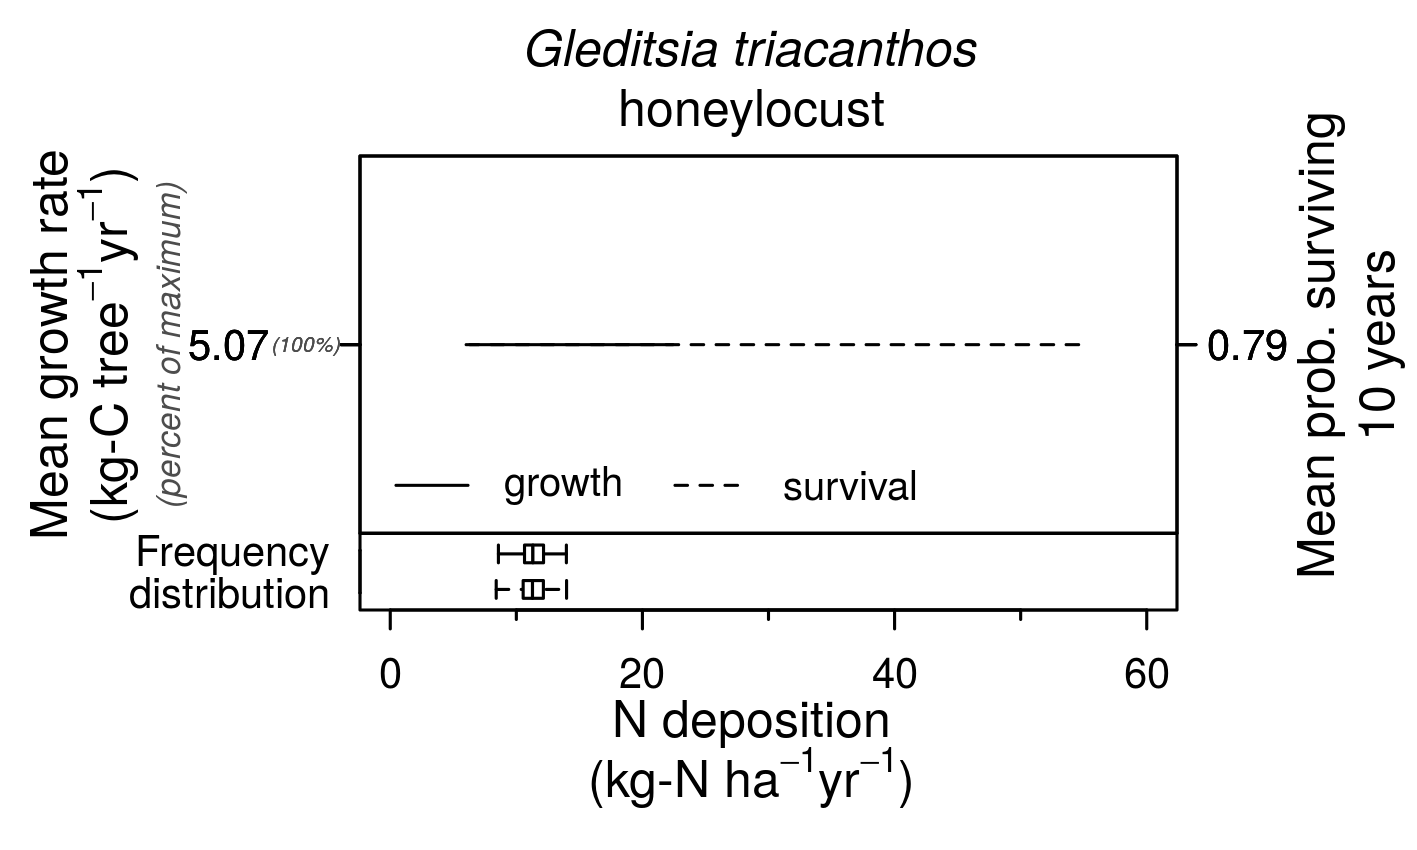 Gleditsia triacanthos
honeylocust
Mean growth rate
(kg-C tree⁻¹yr⁻¹)
(percent of maximum)
5.07 (100%)
0.79
Mean prob. surviving
10 years
growth
survival
Frequency
distribution
0 20 40 60
N deposition
(kg-N ha⁻¹yr⁻¹)